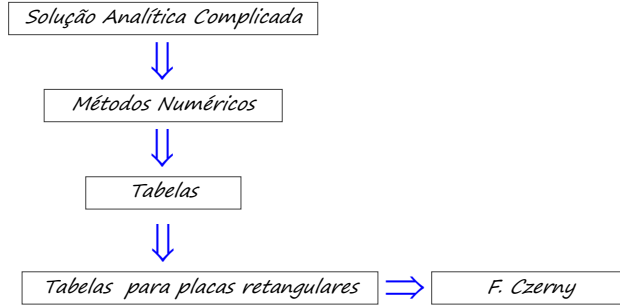 Solução Analítica Complicada
Métodos Numéricos
Tabelas
Tabelas para placas retangulares
F. Czerny